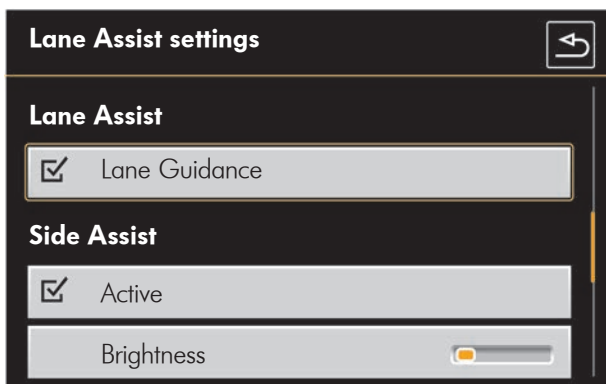 Lane Assist settings
Lane Assist
Lane Guidance
Side Assist
Active
Brightness